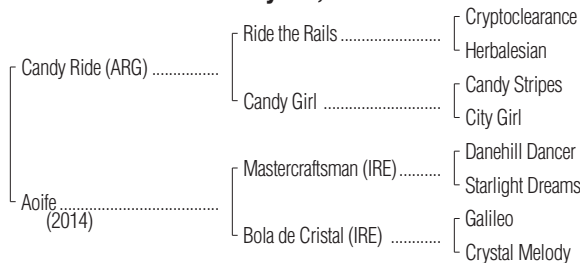 Cryptoclearance
Ride the Rails
Herbalesian
Candy Ride (ARG)
Candy Stripes
Candy Girl
City Girl
Danehill Dancer
Mastercraftsman (IRE)
Starlight Dreams
Aoife
(2014)
Galileo
Bola de Cristal (IRE)
Crystal Melody